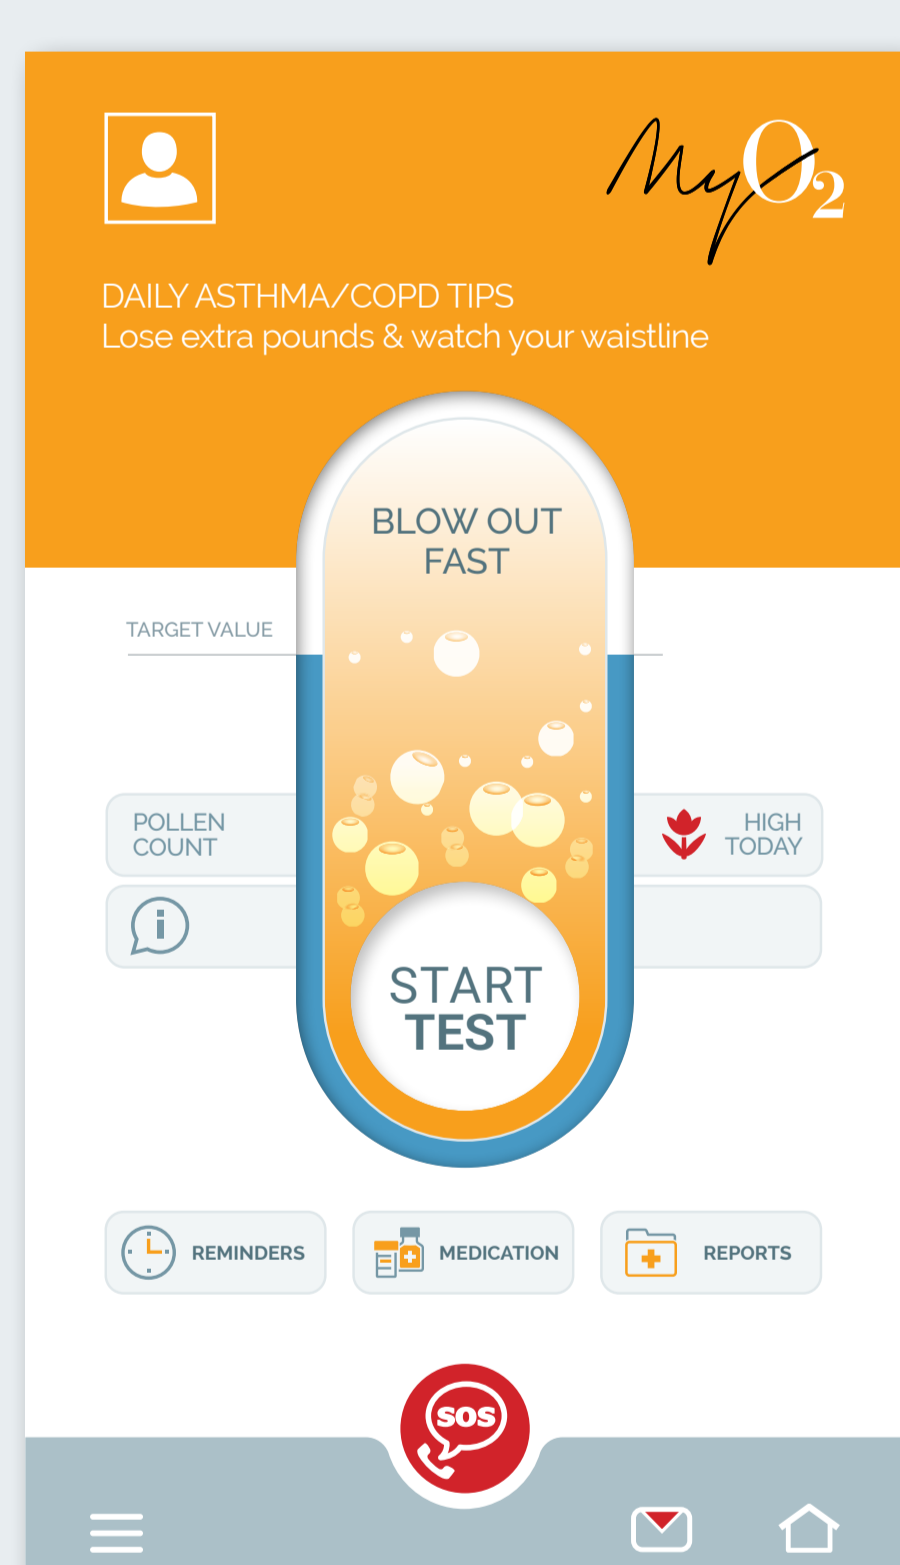 MyO2
DAILY ASTHMA/COPD TIPS
Lose extra pounds & watch your waistline
BLOW OUT
FAST
TARGET VALUE
POLLEN
COUNT
HIGH
TODAY
START
TEST
REMINDERS
MEDICATION
REPORTS
SOS